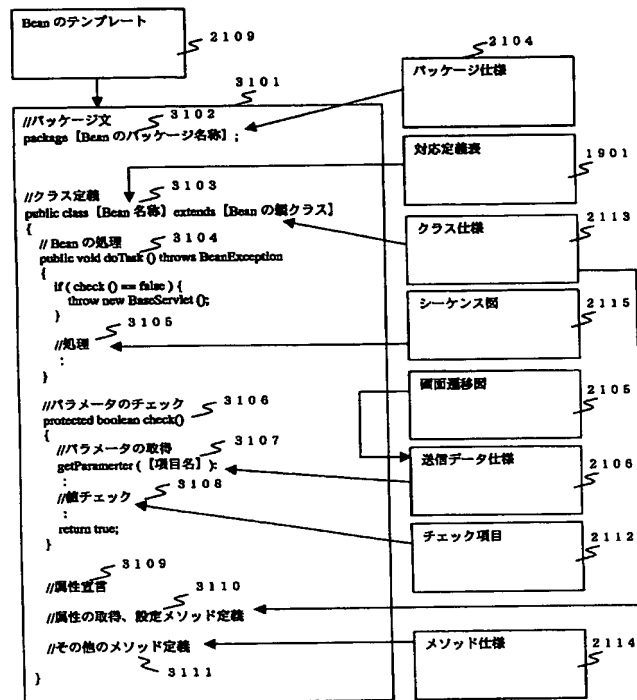 Bean のテンプレート
2109
3101
//パッケージ文 3102
package [Bean のパッケージ名称] ;
//クラス定義 3103
public class [Bean 名称] extends [Bean の親クラス]
{
// Bean の処理 3104
public void doTask () throws BeanException
{
if ( check () == false ) {
throw new BaseServlet ();
}
3105
//処理
:
}
//パラメータのチェック 3106
protected boolean check()
{
//パラメータの取得 3107
getParamerter ( [項目名] );
:
//値チェック 3108
:
return true;
}
3109
//属性宣言
3110
//属性の取得、設定メソッド定義
//その他のメソッド定義
3111
}
2104
パッケージ仕様
対応定義表
1901
クラス仕様
2113
シーケンス図
2115
画面遷移図
2105
送信データ仕様
2106
チェック項目
2112
メソッド仕様
2114